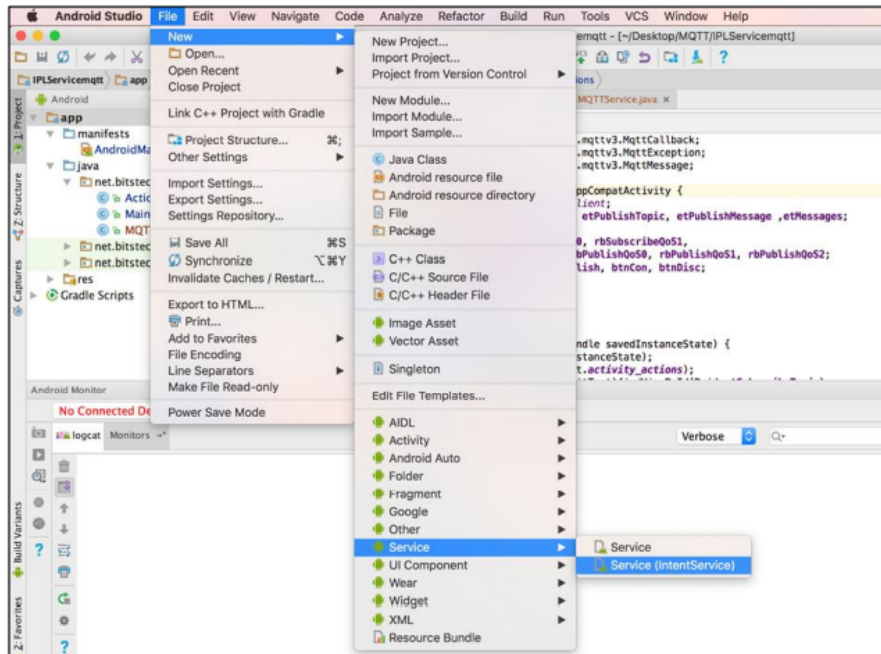 Android Studio File Edit View Navigate Code Analyze Refactor Build Run Tools VCS Window Help
emqtt - [~/Desktop/MQTT/IPLServicemqtt]
IPLServicemqtt app
ions
Android
MQTTService.java ×
1: Project
Z: Structure
Captures
Build Variants
2: Favorites
app
manifests
AndroidMa
java
net.bitstec
Actio
Main
MQT
net.bitstec
net.bitstec
res
Gradle Scripts
New
Open...
Open Recent
Close Project
Link C++ Project with Gradle
Project Structure... ⌘;
Other Settings
Import Settings...
Export Settings...
Settings Repository...
Save All ⌘S
Synchronize ⌥⌘Y
Invalidate Caches / Restart...
Export to HTML...
Print...
Add to Favorites
File Encoding
Line Separators
Make File Read-only
Power Save Mode
New Project...
Import Project...
Project from Version Control
New Module...
Import Module...
Import Sample...
Java Class
Android resource file
Android resource directory
File
Package
C++ Class
C/C++ Source File
C/C++ Header File
Image Asset
Vector Asset
Singleton
Edit File Templates...
AIDL
Activity
Android Auto
Folder
Fragment
Google
Other
Service
UI Component
Wear
Widget
XML
Resource Bundle
Service
Service (IntentService)
.mqttv3.MqttCallback;
.mqttv3.MqttException;
.mqttv3.MqttMessage;
ppCompatActivity {
lient;
etPublishTopic, etPublishMessage ,etMessages;
0, rbSubscribeQoS1,
bPublishQoS0, rbPublishQoS1, rbPublishQoS2;
lish, btnCon, btnDisc;
ndle savedInstanceState) {
stanceState);
t.activity_actions);
Android Monitor
No Connected De
logcat Monitors
Verbose